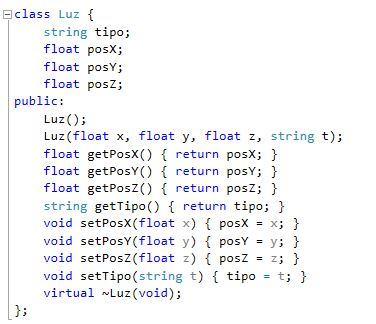 class Luz {
string tipo;
float posX;
float posY;
float posZ;
public:
Luz();
Luz(float x, float y, float z, string t);
float getPosX() { return posX; }
float getPosY() { return posY; }
float getPosZ() { return posZ; }
string getTipo() { return tipo; }
void setPosX(float x) { posX = x; }
void setPosY(float y) { posY = y; }
void setPosZ(float z) { posZ = z; }
void setTipo(string t) { tipo = t; }
virtual ~Luz(void);
};